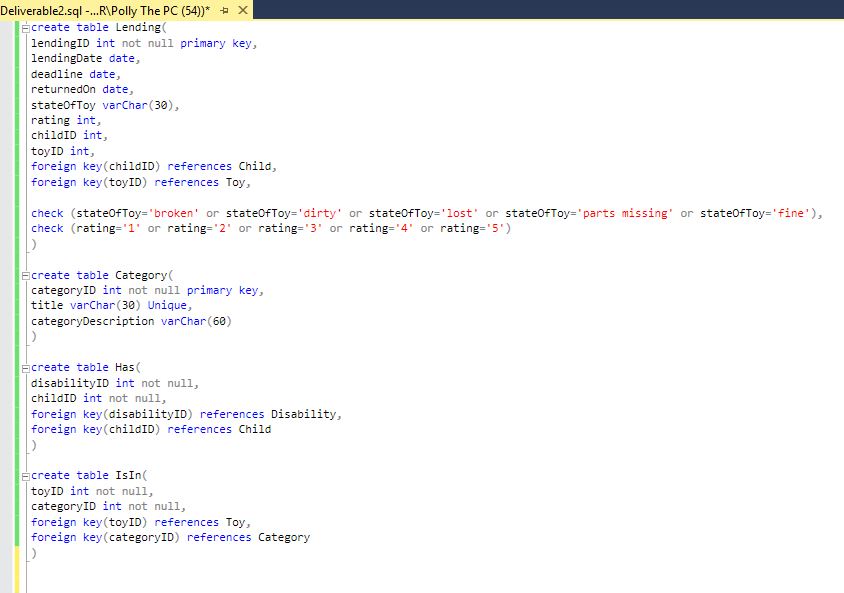 Deliverable2.sql -...R\Polly The PC (54))*
create table Lending(
lendingID int not null primary key,
lendingDate date,
deadline date,
returnedOn date,
stateOfToy varChar(30),
rating int,
childID int,
toyID int,
foreign key(childID) references Child,
foreign key(toyID) references Toy,
check (stateOfToy='broken' or stateOfToy='dirty' or stateOfToy='lost' or stateOfToy='parts missing' or stateOfToy='fine'),
check (rating='1' or rating='2' or rating='3' or rating='4' or rating='5')
)
create table Category(
categoryID int not null primary key,
title varChar(30) Unique,
categoryDescription varChar(60)
)
create table Has(
disabilityID int not null,
childID int not null,
foreign key(disabilityID) references Disability,
foreign key(childID) references Child
)
create table IsIn(
toyID int not null,
categoryID int not null,
foreign key(toyID) references Toy,
foreign key(categoryID) references Category
)